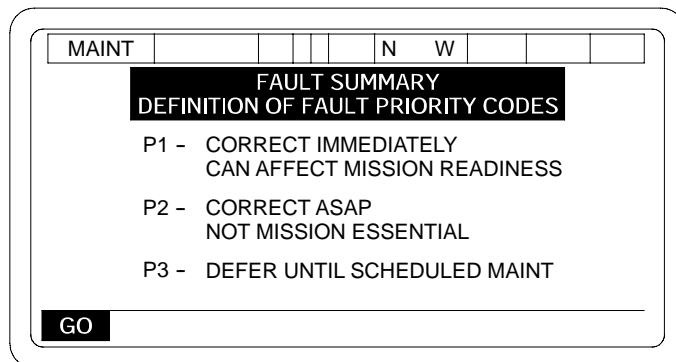 MAINT N W
FAULT SUMMARY
DEFINITION OF FAULT PRIORITY CODES
P1 - CORRECT IMMEDIATELY
CAN AFFECT MISSION READINESS
P2 - CORRECT ASAP
NOT MISSION ESSENTIAL
P3 - DEFER UNTIL SCHEDULED MAINT
GO